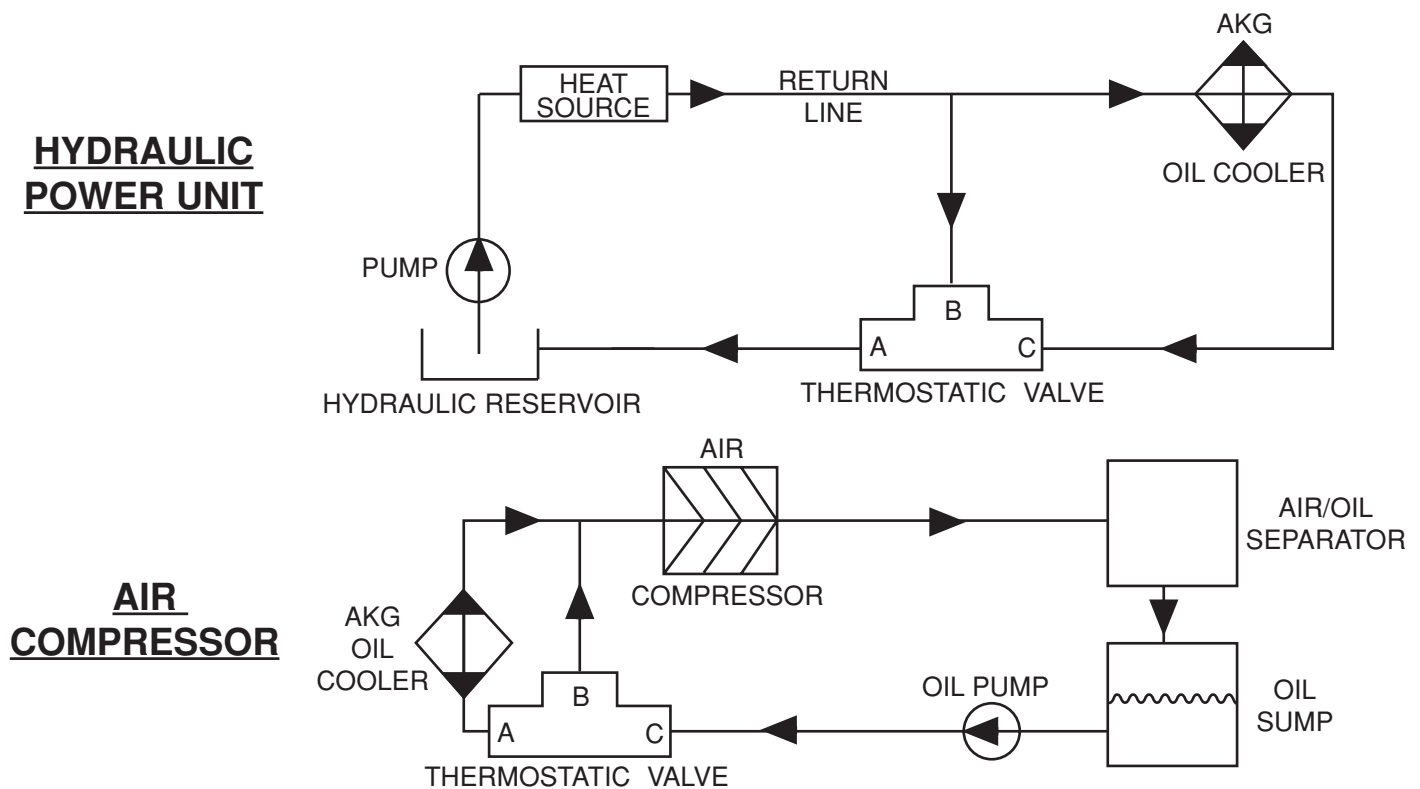 AKG
HEAT
SOURCE
RETURN
LINE
HYDRAULIC
POWER UNIT
OIL COOLER
PUMP
B
A
C
THERMOSTATIC VALVE
HYDRAULIC RESERVOIR
AIR
COMPRESSOR
AIR/OIL
SEPARATOR
AIR
COMPRESSOR
AKG
OIL
COOLER
B
A
C
OIL PUMP
OIL
SUMP
THERMOSTATIC VALVE